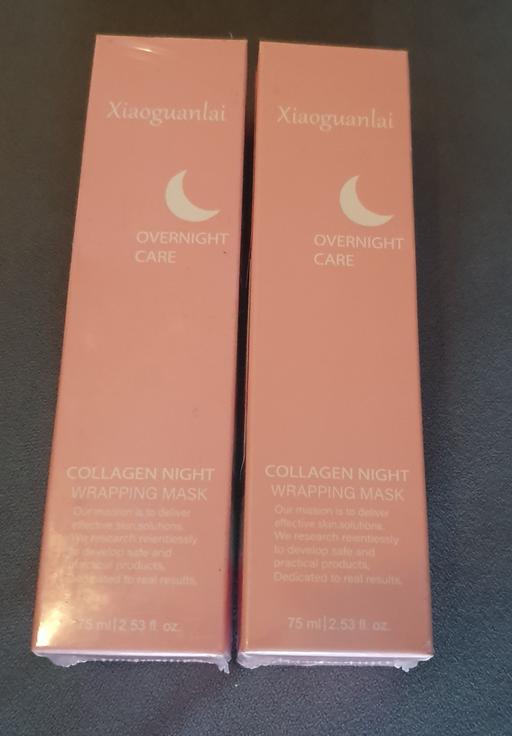 Xiaoguanlai
OVERNIGHT
CARE
COLLAGEN NIGHT
WRAPPING MASK
Our mission is to deliver
effective skin solutions.
We research relentlessly
to develop safe and
practical products,
Dedicated to real results,
75 ml|2.53 fl. oz.
Xiaoguanlai
OVERNIGHT
CARE
COLLAGEN NIGHT
WRAPPING MASK
Our mission is to deliver
effective skin.solutions.
We research relentlessly
to develop safe and
practical products,
Dedicated to real results,
75 ml|2.53 fl. oz.